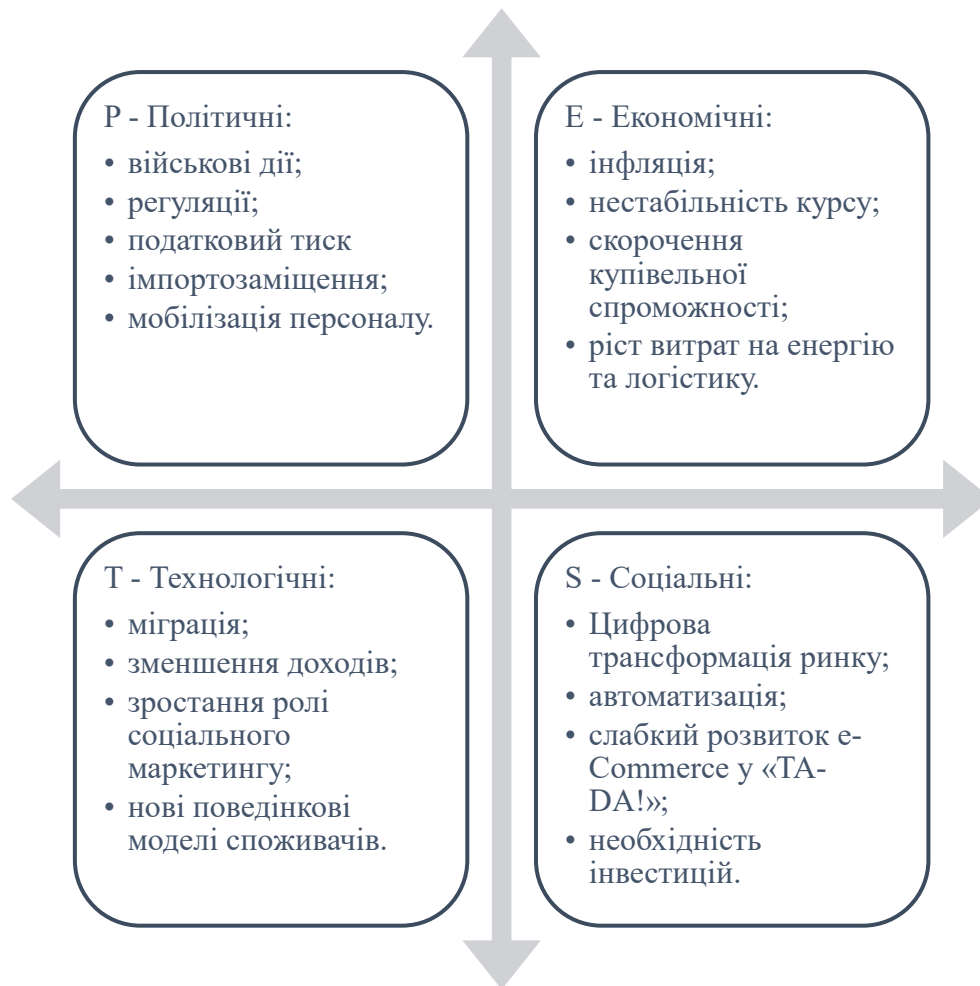 P - Політичні:
• військові дії;
• регуляції;
• податковий тиск
• імпортозаміщення;
• мобілізація персоналу.
E - Економічні:
• інфляція;
• нестабільність курсу;
• скорочення
купівельної
спроможності;
• ріст витрат на енергію
та логістику.
T - Технологічні:
• міграція;
• зменшення доходів;
• зростання ролі
соціального
маркетингу;
• нові поведінкові
моделі споживачів.
S - Соціальні:
• Цифрова
трансформація ринку;
• автоматизація;
• слабкий розвиток e-
Commerce у «TA-
DA!»;
• необхідність
інвестицій.